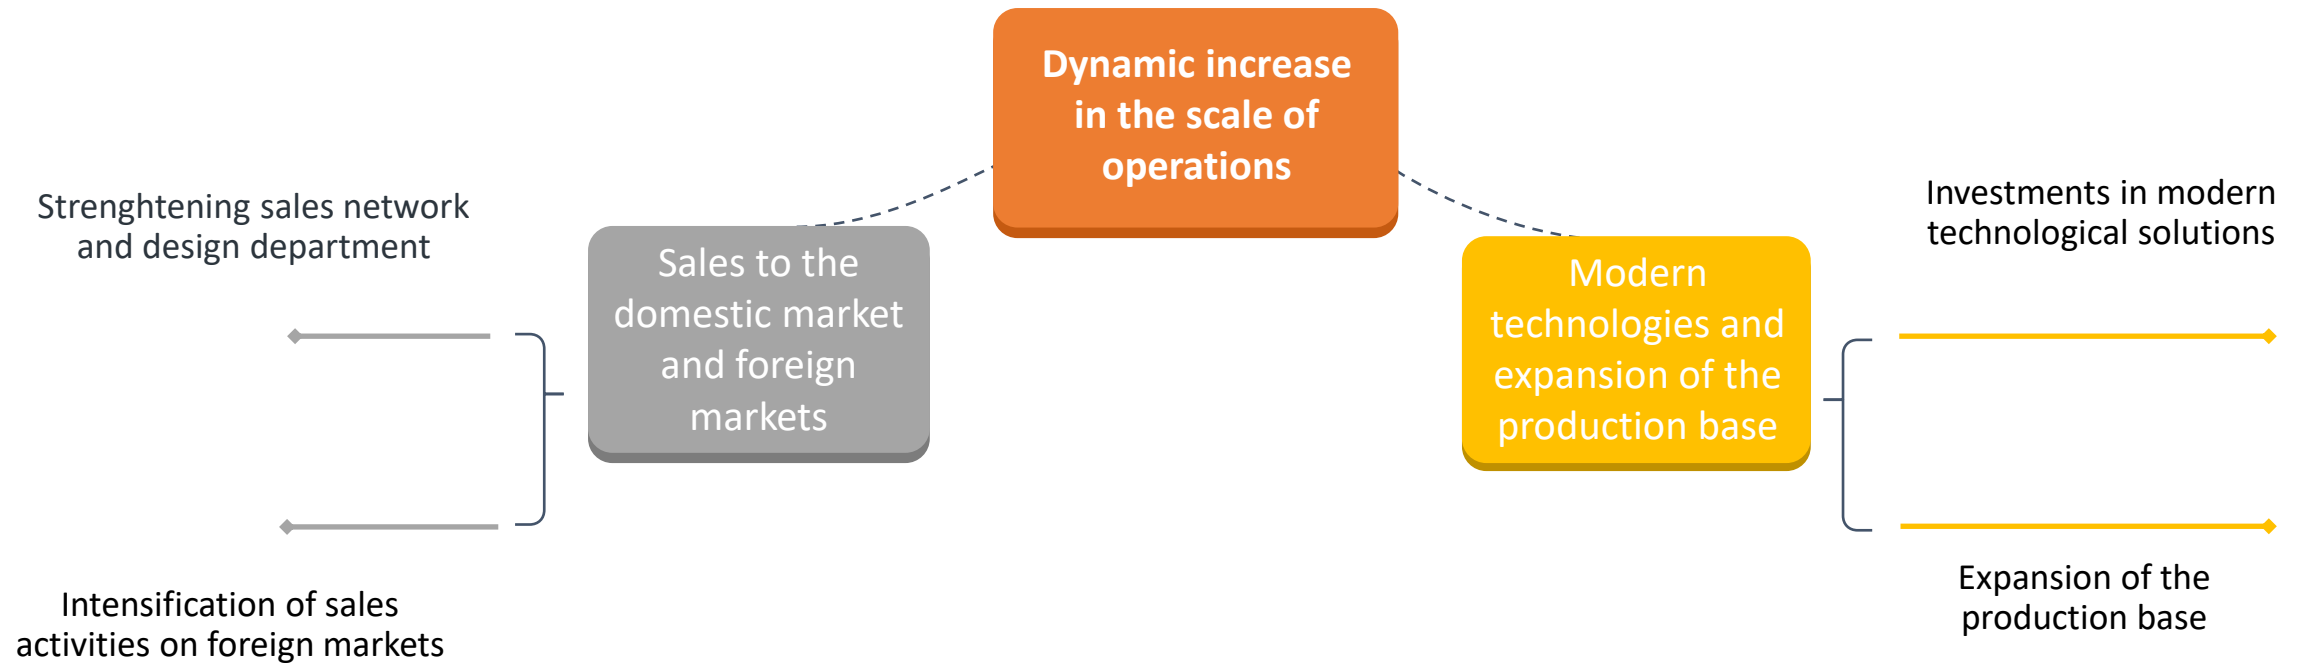 Dynamic increase
in the scale of
operations
Strenghtening sales network
and design department
Sales to the
domestic market
and foreign
markets
Intensification of sales
activities on foreign markets
Modern
technologies and
expansion of the
production base
Investments in modern
technological solutions
Expansion of the
production base